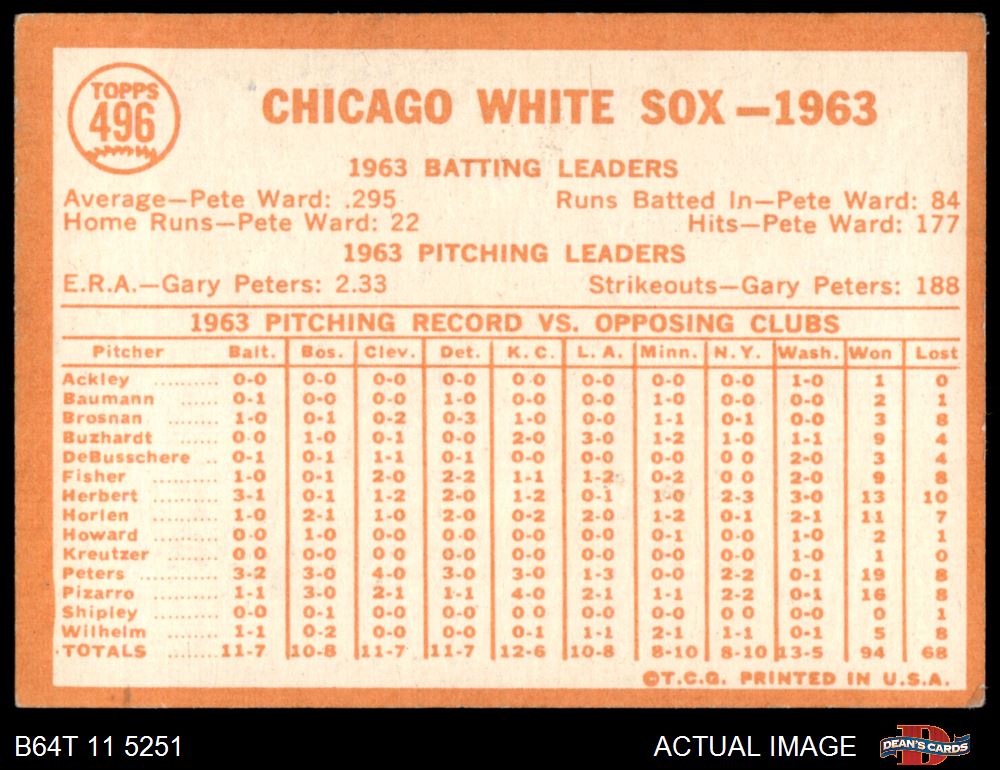 TOPPS
496
CHICAGO WHITE SOX—1963
1963 BATTING LEADERS
Average—Pete Ward: .295 Runs Batted In—Pete Ward: 84
Home Runs—Pete Ward: 22 Hits—Pete Ward: 177
1963 PITCHING LEADERS
E.R.A.—Gary Peters: 2.33 Strikeouts—Gary Peters: 188
1963 PITCHING RECORD VS. OPPOSING CLUBS
Pitcher Balt. Bos. Clev. Det. K. C. L. A. Minn. N. Y. Wash. Won Lost
Ackley .......... 0-0 0-0 0-0 0-0 0-0 0-0 0-0 0-0 1-0 1 0
Baumann ...... 0-1 0-0 0-0 1-0 0-0 0-0 1-0 0-0 0-0 2 1
Brosnan ........ 1-0 0-1 0-2 0-3 1-0 0-0 1-1 0-1 0-0 3 8
Buzhardt ...... 0-0 1-0 0-1 0-0 2-0 3-0 1-2 1-0 1-1 9 4
DeBusschere .. 0-1 0-1 1-1 0-1 0-0 0-0 0-0 0 0 2-0 3 4
Fisher .......... 1-0 0-1 2-0 2-2 1-1 1-2 0-2 0-0 2-0 9 8
Herbert ........ 3-1 0-1 1-2 2-0 1-2 0-1 1-0 2-3 3-0 13 10
Horlen .......... 1-0 2-1 1-0 2-0 0-2 2-0 1-2 0-1 2-1 11 7
Howard ........ 0-0 1-0 0-0 0-0 0-0 0-0 0-1 0-0 1-0 2 1
Kreutzer ...... 0 0 0-0 0 0 0-0 0-0 0-0 0-0 0-0 1-0 1 0
Peters .......... 3-2 3-0 4-0 3-0 3-0 1-3 0-0 2-2 0-1 19 8
Pizarro .......... 1-1 3-0 2-1 1-1 4-0 2-1 1-1 2-2 0-1 16 8
Shipley ........ 0-0 0-1 0-0 0-0 0 0 0-0 0-0 0 0 0-0 0 1
Wilhelm ........ 1-1 0-2 0-0 0-0 0-1 1-1 2-1 1-1 0-1 5 8
TOTALS ........ 11-7 10-8 11-7 11-7 12-6 10-8 8-10 8-10 13-5 94 68
©T.C.G. PRINTED IN U.S.A.
B64T 11 5251 ACTUAL IMAGE
D
DEAN'S CARDS